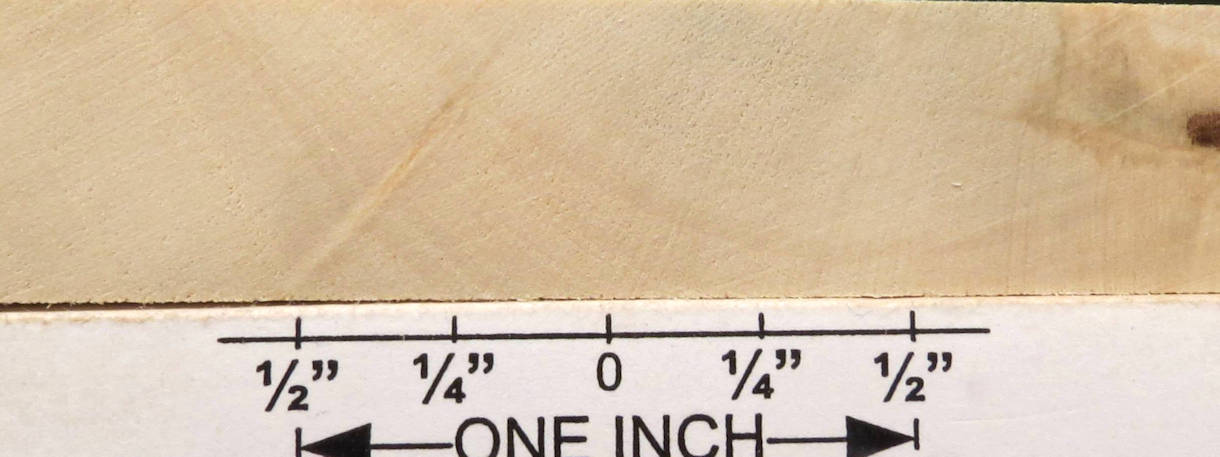 ½” ¼” 0 ¼” ½”
ONE INCH